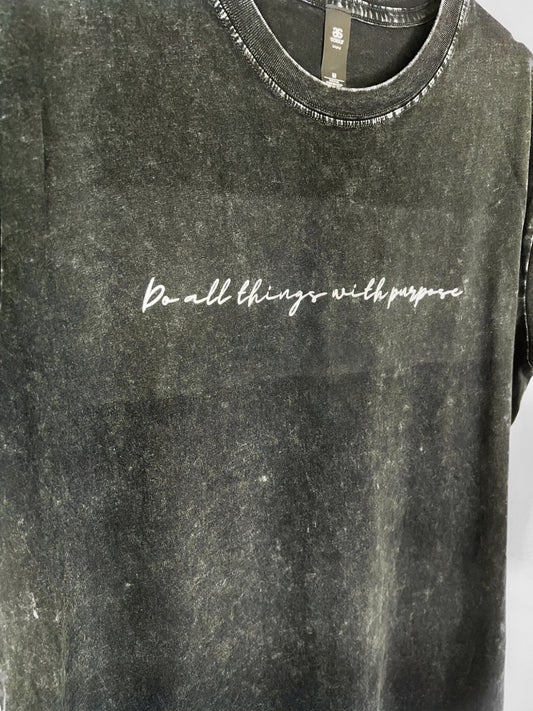 Do all things with purpose